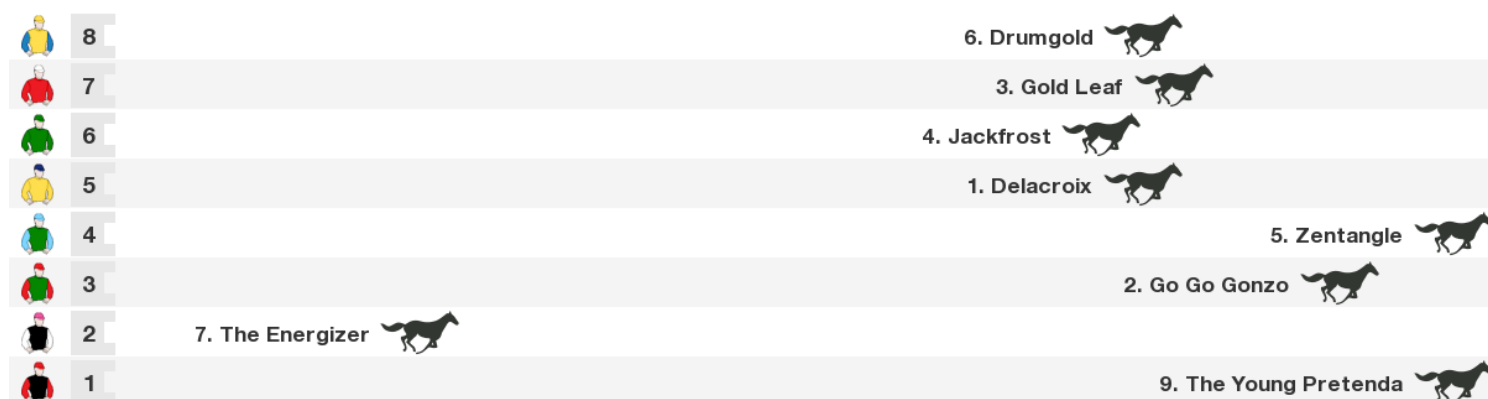 8 6. Drumgold
7 3. Gold Leaf
6 4. Jackfrost
5 1. Delacroix
4 5. Zentangle
3 2. Go Go Gonzo
2 7. The Energizer
1 9. The Young Pretenda